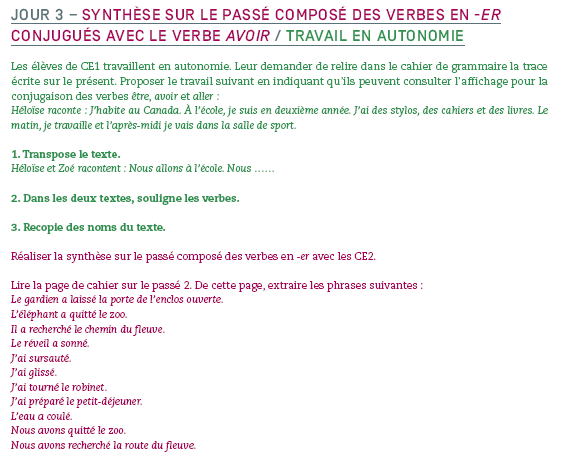 JOUR 3 – SYNTHÈSE SUR LE PASSÉ COMPOSÉ DES VERBES EN -ER
CONJUGUÉS AVEC LE VERBE AVOIR / TRAVAIL EN AUTONOMIE
Les élèves de CE1 travaillent en autonomie. Leur demander de relire dans le cahier de grammaire la trace
écrite sur le présent. Proposer le travail suivant en indiquant qu'ils peuvent consulter l'affichage pour la
conjugaison des verbes être, avoir et aller :
Héloïse raconte : J'habite au Canada. À l'école, je suis en deuxième année. J'ai des stylos, des cahiers et des livres. Le
matin, je travaille et l'après-midi je vais dans la salle de sport.
1. Transpose le texte.
Héloïse et Zoé racontent : Nous allons à l'école. Nous ……
2. Dans les deux textes, souligne les verbes.
3. Recopie des noms du texte.
Réaliser la synthèse sur le passé composé des verbes en -er avec les CE2.
Lire la page de cahier sur le passé 2. De cette page, extraire les phrases suivantes :
Le gardien a laissé la porte de l'enclos ouverte.
L'éléphant a quitté le zoo.
Il a recherché le chemin du fleuve.
Le réveil a sonné.
J'ai sursauté.
J'ai glissé.
J'ai tourné le robinet.
J'ai préparé le petit-déjeuner.
L'eau a coulé.
Nous avons quitté le zoo.
Nous avons recherché la route du fleuve.